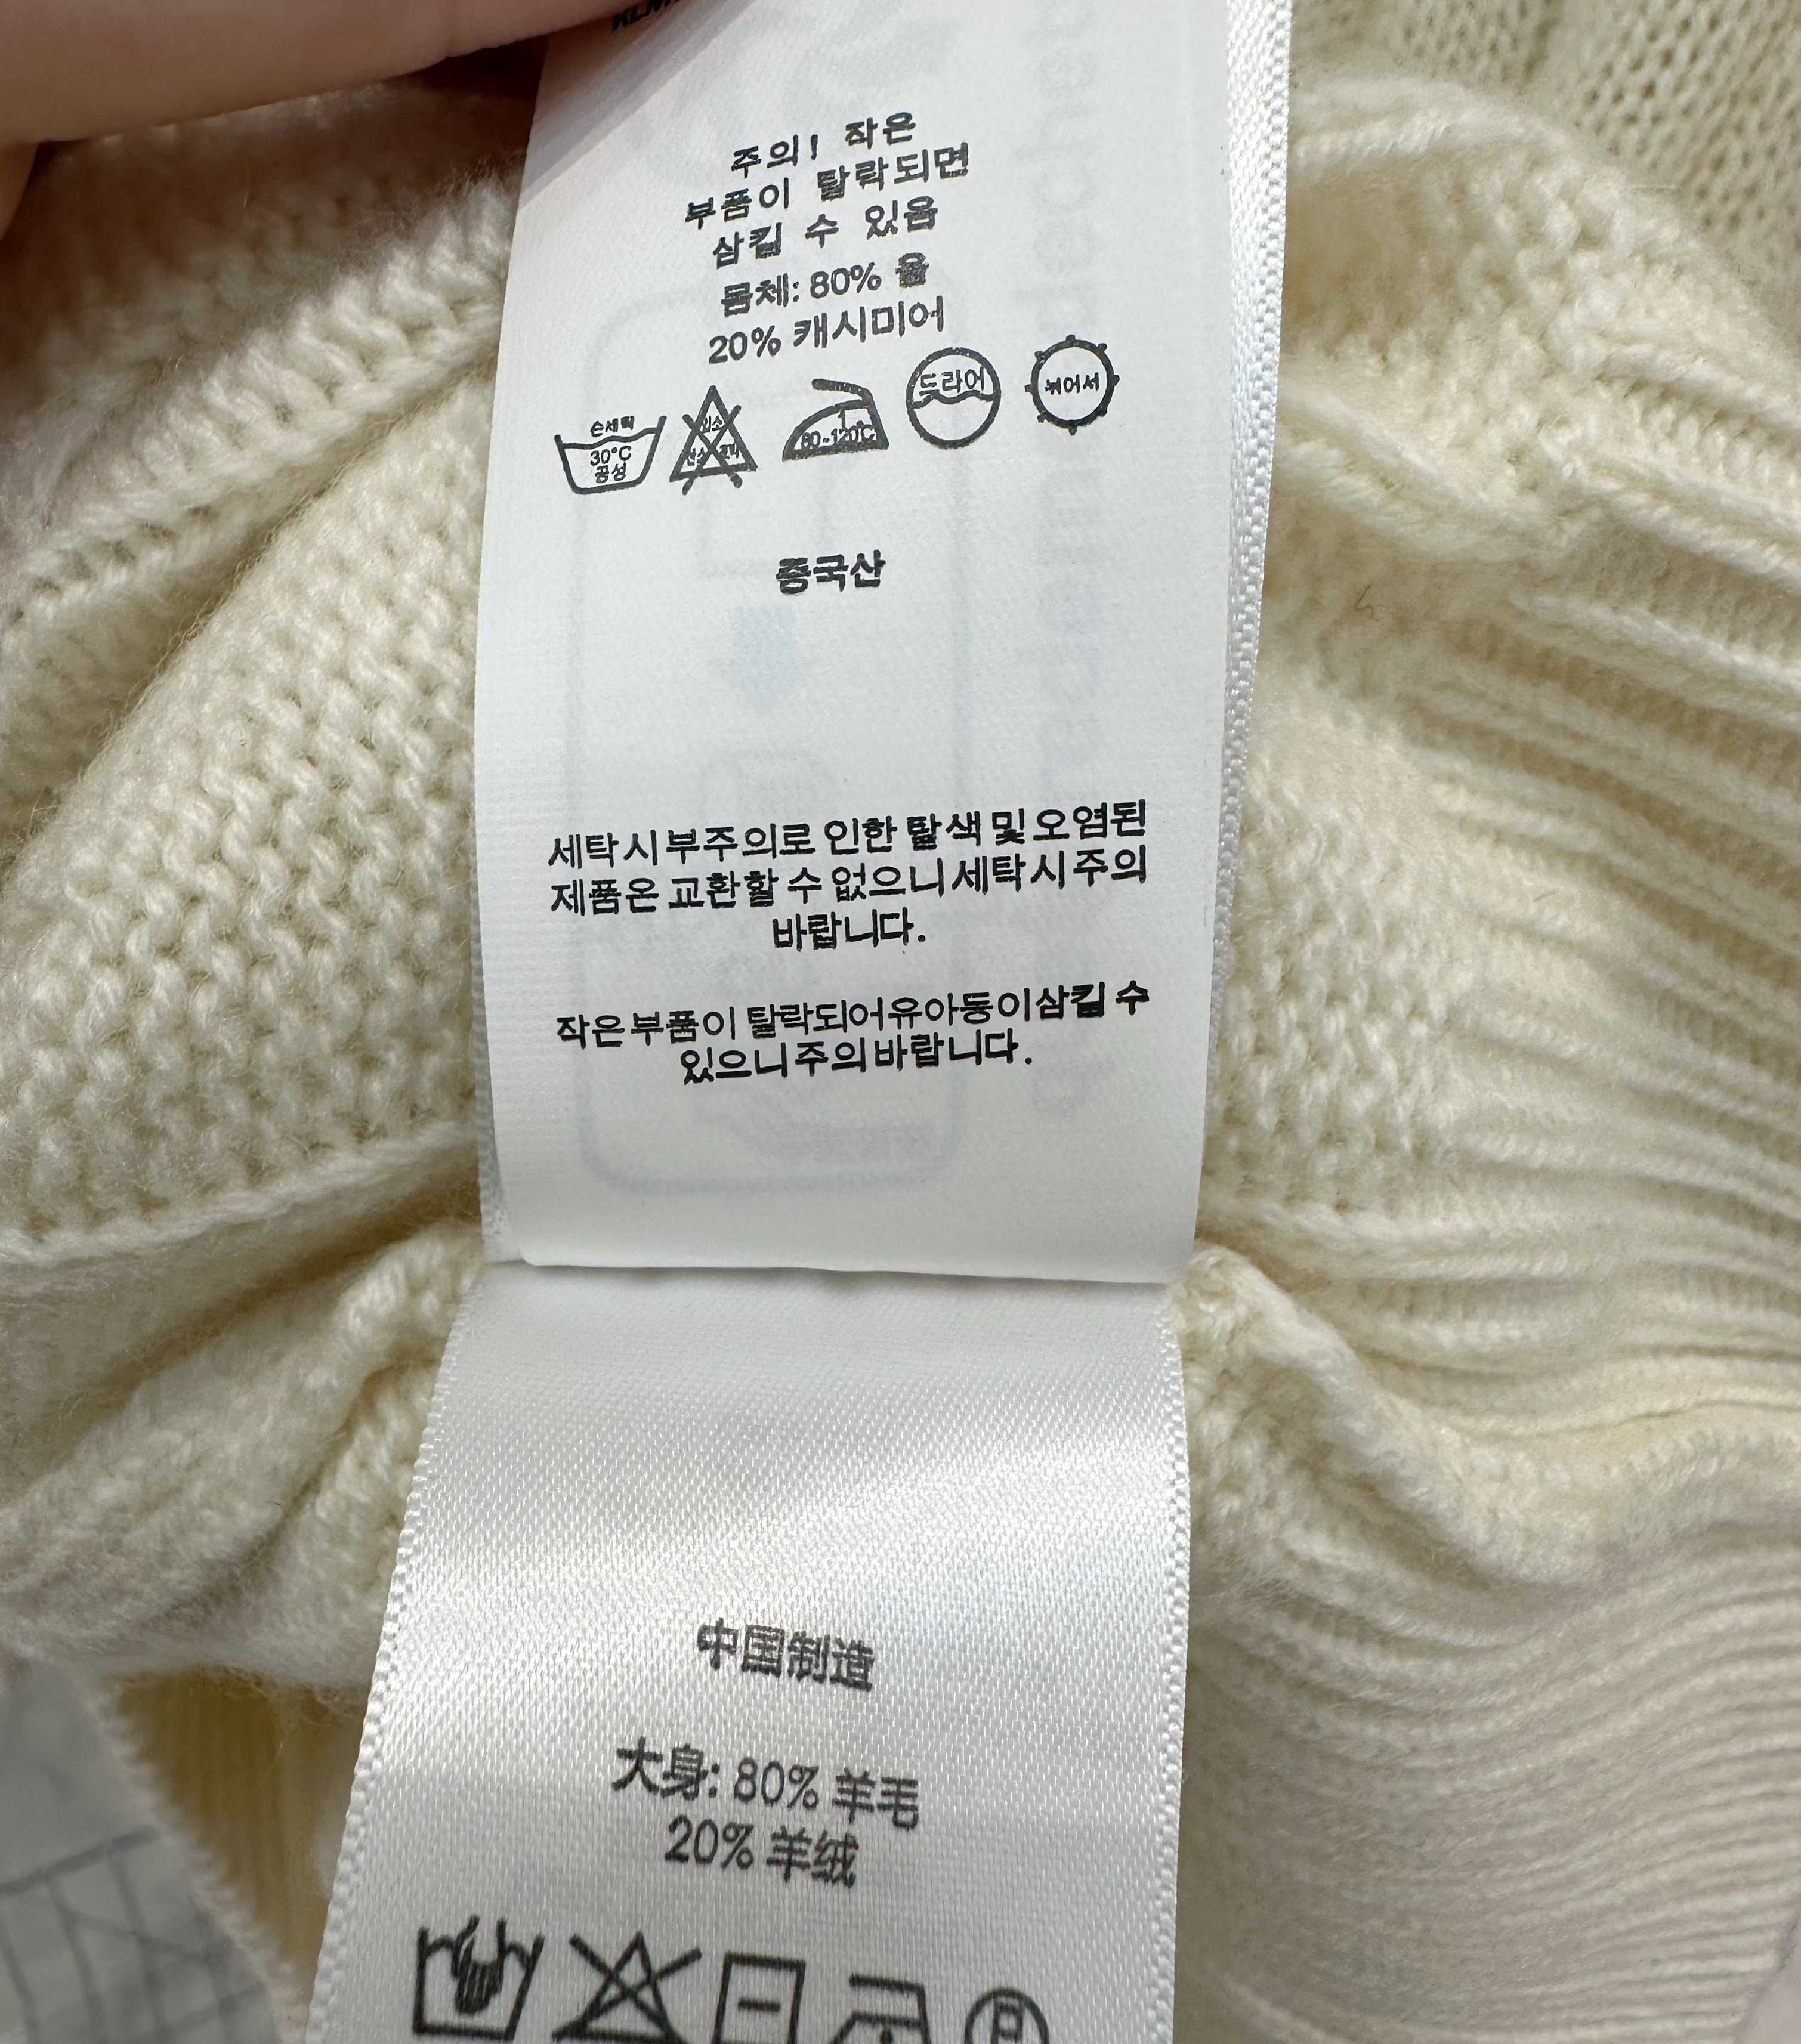 주의! 작은
부품이 탈락되면
삼킬 수 있음
몸체: 80% 울
20% 캐시미어
손세탁
30°C
중성
80~120°C
드라이
뉘어서
중국산
세탁시부주의로 인한 탈색 및 오염된
제품은 교환할 수 없으니세탁시주의
바랍니다.
작은부품이 탈락되어유아동이삼킬 수
있으니주의바랍니다.
中国制造
大身: 80% 羊毛
20% 羊绒
P